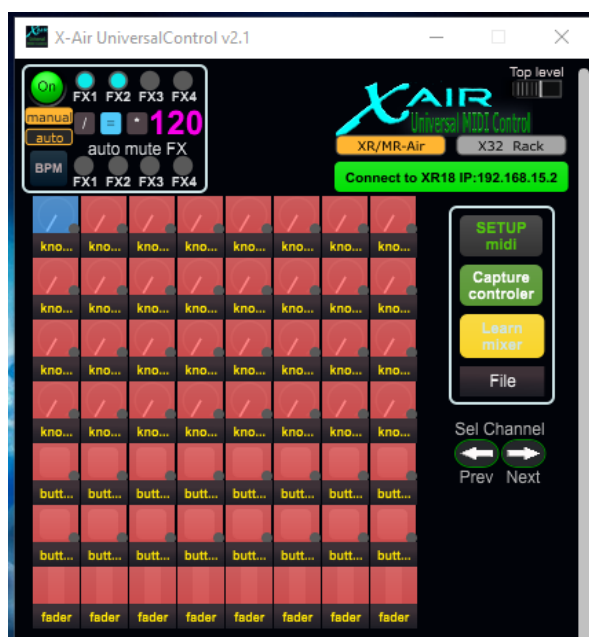 X-Air UniversalControl v2.1
On
FX1 FX2 FX3 FX4
manual
auto
/ = * 120
auto mute FX
BPM
FX1 FX2 FX3 FX4
Top level
XAIR
Universal MIDI Control
XR/MR-Air
X32 Rack
Connect to XR18 IP:192.168.15.2
kno... kno... kno... kno... kno... kno... kno... kno...
kno... kno... kno... kno... kno... kno... kno... kno...
kno... kno... kno... kno... kno... kno... kno... kno...
kno... kno... kno... kno... kno... kno... kno... kno...
butt... butt... butt... butt... butt... butt... butt... butt...
butt... butt... butt... butt... butt... butt... butt... butt...
fader fader fader fader fader fader fader fader
SETUP
midi
Capture
controler
Learn
mixer
File
Sel Channel
Prev Next